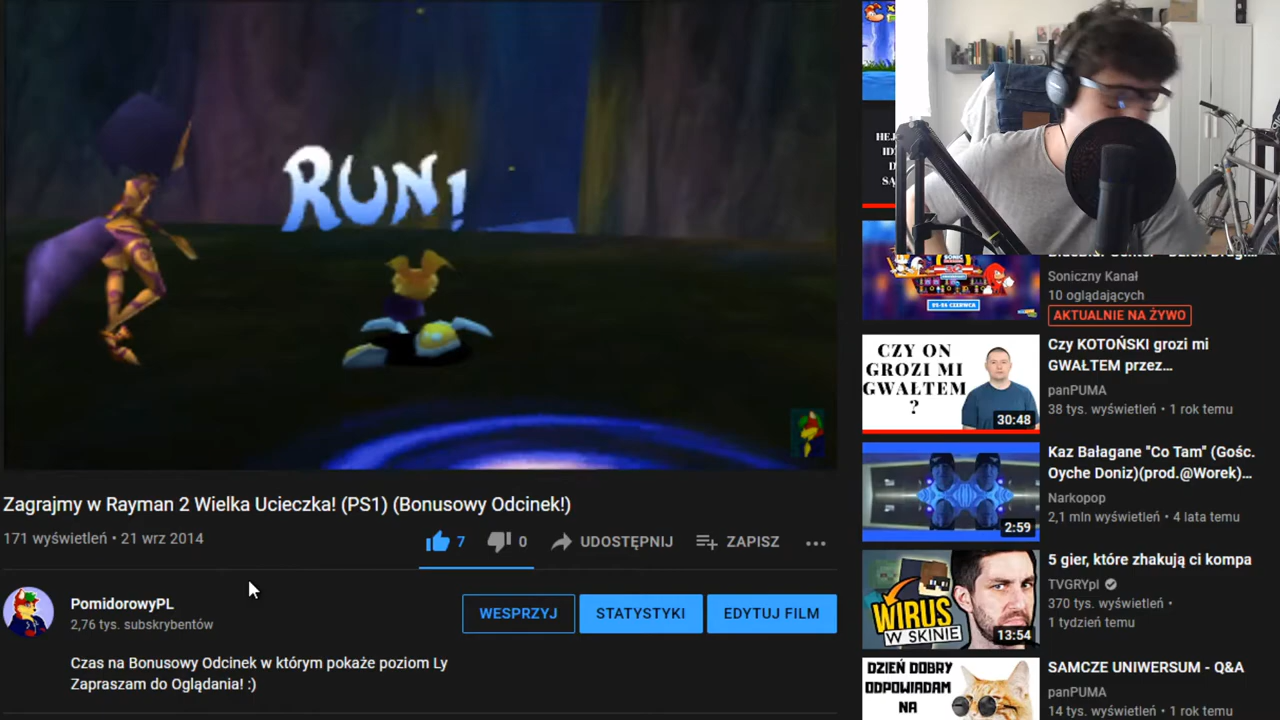 RUN!
Zagrajmy w Rayman 2 Wielka Ucieczka! (PS1) (Bonusowy Odcinek!)
171 wyświetleń • 21 wrz 2014
7
0
UDOSTĘPNIJ
ZAPISZ
PomidorowyPL
2,76 tys. subskrybentów
WESPRZYJ
STATYSTYKI
EDYTUJ FILM
Czas na Bonusowy Odcinek w którym pokaże poziom Ly
Zapraszam do Oglądania! :)
HEJ
SONIC
Soniczny Kanał
10 oglądających
AKTUALNIE NA ŻYWO
CZY ON
GROZI MI
GWAŁTEM
?
30:48
Czy KOTOŃSKI grozi mi
GWAŁTEM przez...
panPUMA
38 tys. wyświetleń • 1 rok temu
2:59
Kaz Bałagane "Co Tam" (Gośc.
Oyche Doniz)(prod.@Worek)...
Narkopop
2,1 mln wyświetleń • 4 lata temu
WIRUS
W SKINIE
13:54
5 gier, które zhakują ci kompa
TVGRYpl
370 tys. wyświetleń •
1 tydzień temu
DZIEŃ DOBRY
ODPOWIADAM
NA
SAMCZE UNIWERSUM - Q&A
panPUMA
14 tys. wyświetleń • 1 rok temu